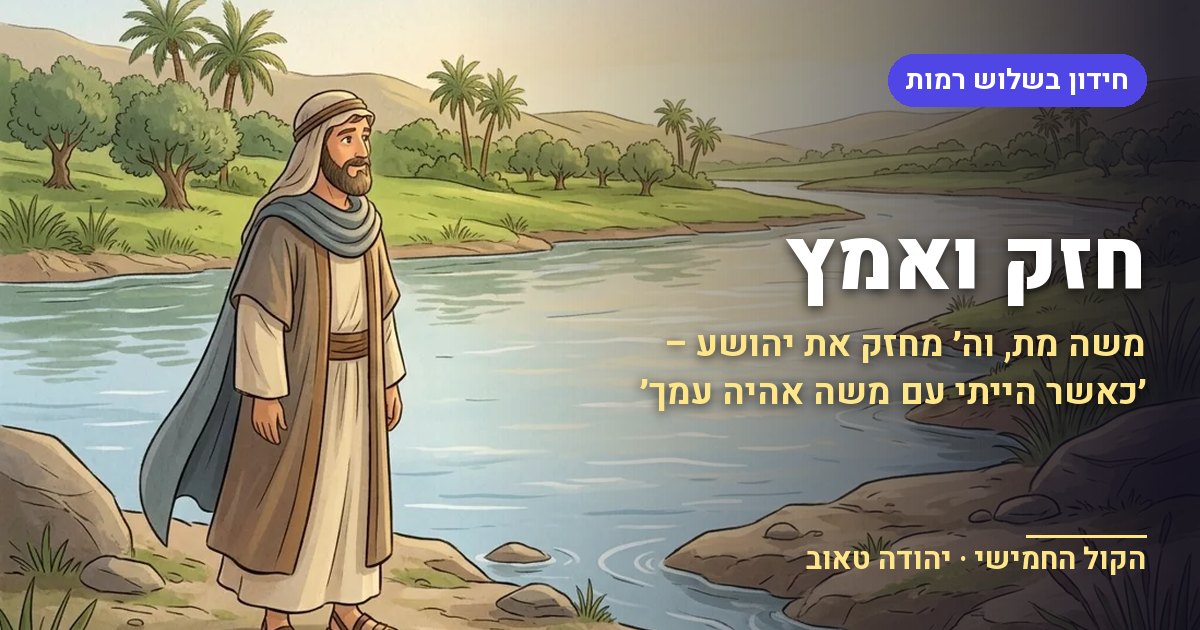 חידון בשלוש רמות
חזק ואמץ
משה מת, וה׳ מחזק את יהושע –
׳כאשר הייתי עם משה אהיה עמך׳
הקול החמישי · יהודה טאוב